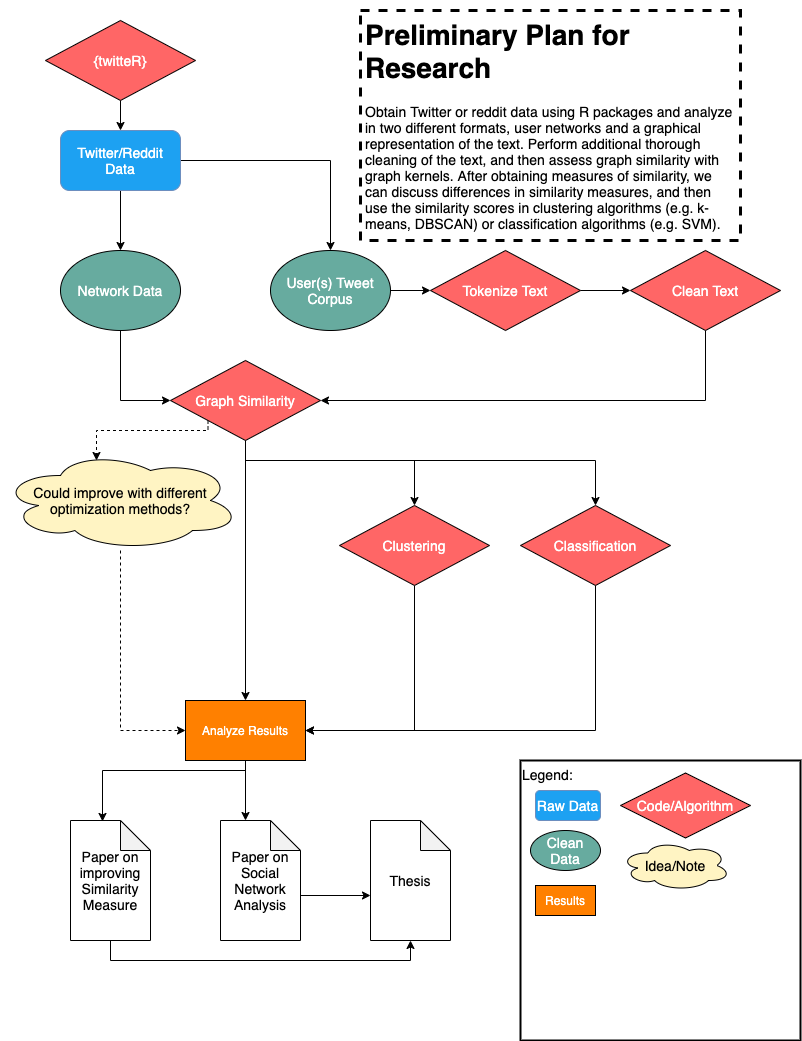 Preliminary Plan for
Research
Obtain Twitter or reddit data using R packages and analyze
in two different formats, user networks and a graphical
representation of the text. Perform additional thorough
cleaning of the text, and then assess graph similarity with
graph kernels. After obtaining measures of similarity, we
can discuss differences in similarity measures, and then
use the similarity scores in clustering algorithms (e.g. k-
means, DBSCAN) or classification algorithms (e.g. SVM).
{twitteR}
Twitter/Reddit
Data
Network Data
User(s) Tweet
Corpus
Tokenize Text
Clean Text
Graph Similarity
Could improve with different
optimization methods?
Clustering
Classification
Analyze Results
Paper on
improving
Similarity
Measure
Paper on
Social
Network
Analysis
Thesis
Legend:
Raw Data
Code/Algorithm
Clean
Data
Idea/Note
Results